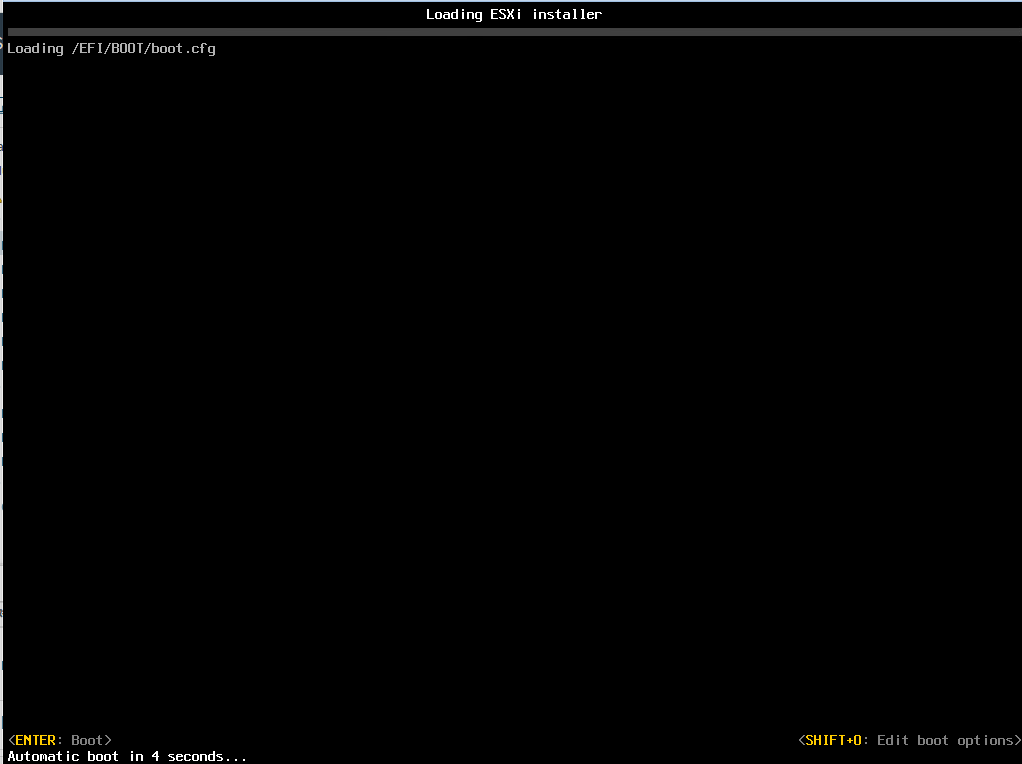 Loading ESXi installer
Loading /EFI/BOOT/boot.cfg
<ENTER: Boot> <SHIFT+O: Edit boot options>
Automatic boot in 4 seconds...